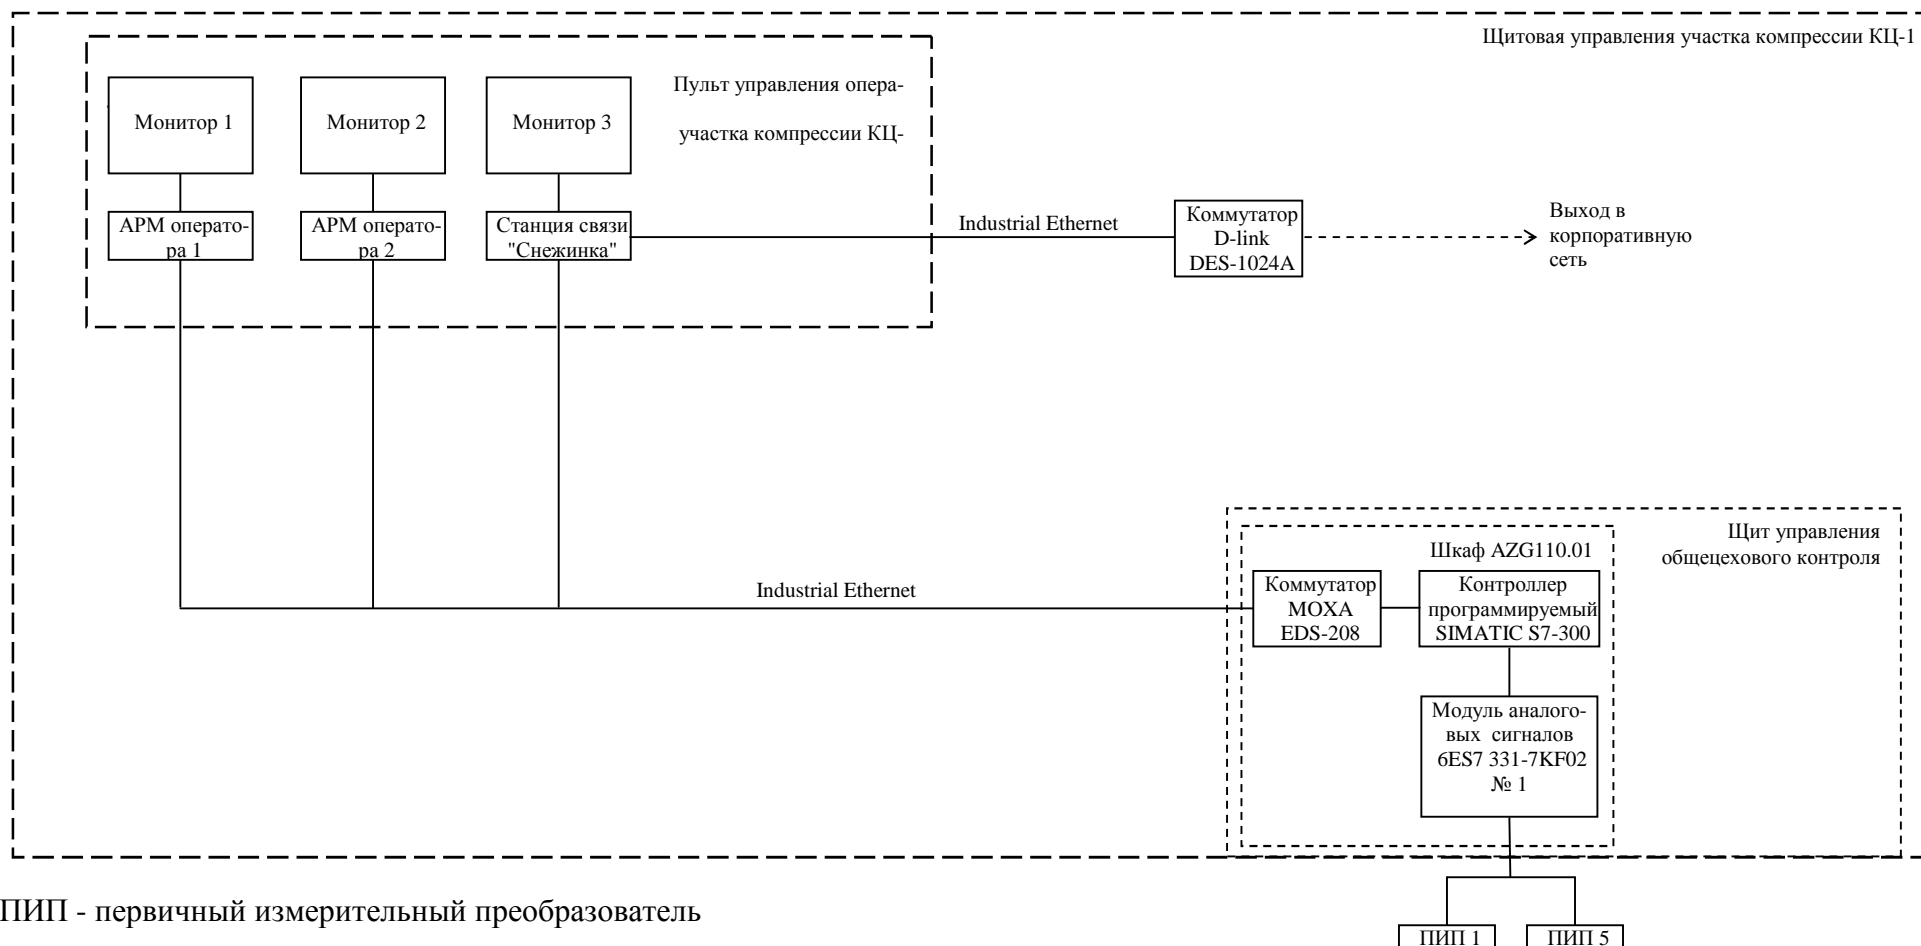 Щитовая управления участка компрессии КЦ-1
Пульт управления опера-
участка компрессии КЦ-
Монитор 1
Монитор 2
Монитор 3
АРМ операто-
ра 1
АРМ операто-
ра 2
Станция связи
"Снежинка"
Industrial Ethernet
Коммутатор
D-link
DES-1024A
Выход в
корпоративную
сеть
Щит управления
общецехового контроля
Шкаф AZG110.01
Industrial Ethernet
Коммутатор
MOXA
EDS-208
Контроллер
программируемый
SIMATIC S7-300
Модуль аналого-
вых сигналов
6ES7 331-7KF02
№ 1
ПИП - первичный измерительный преобразователь
ПИП 1
ПИП 5